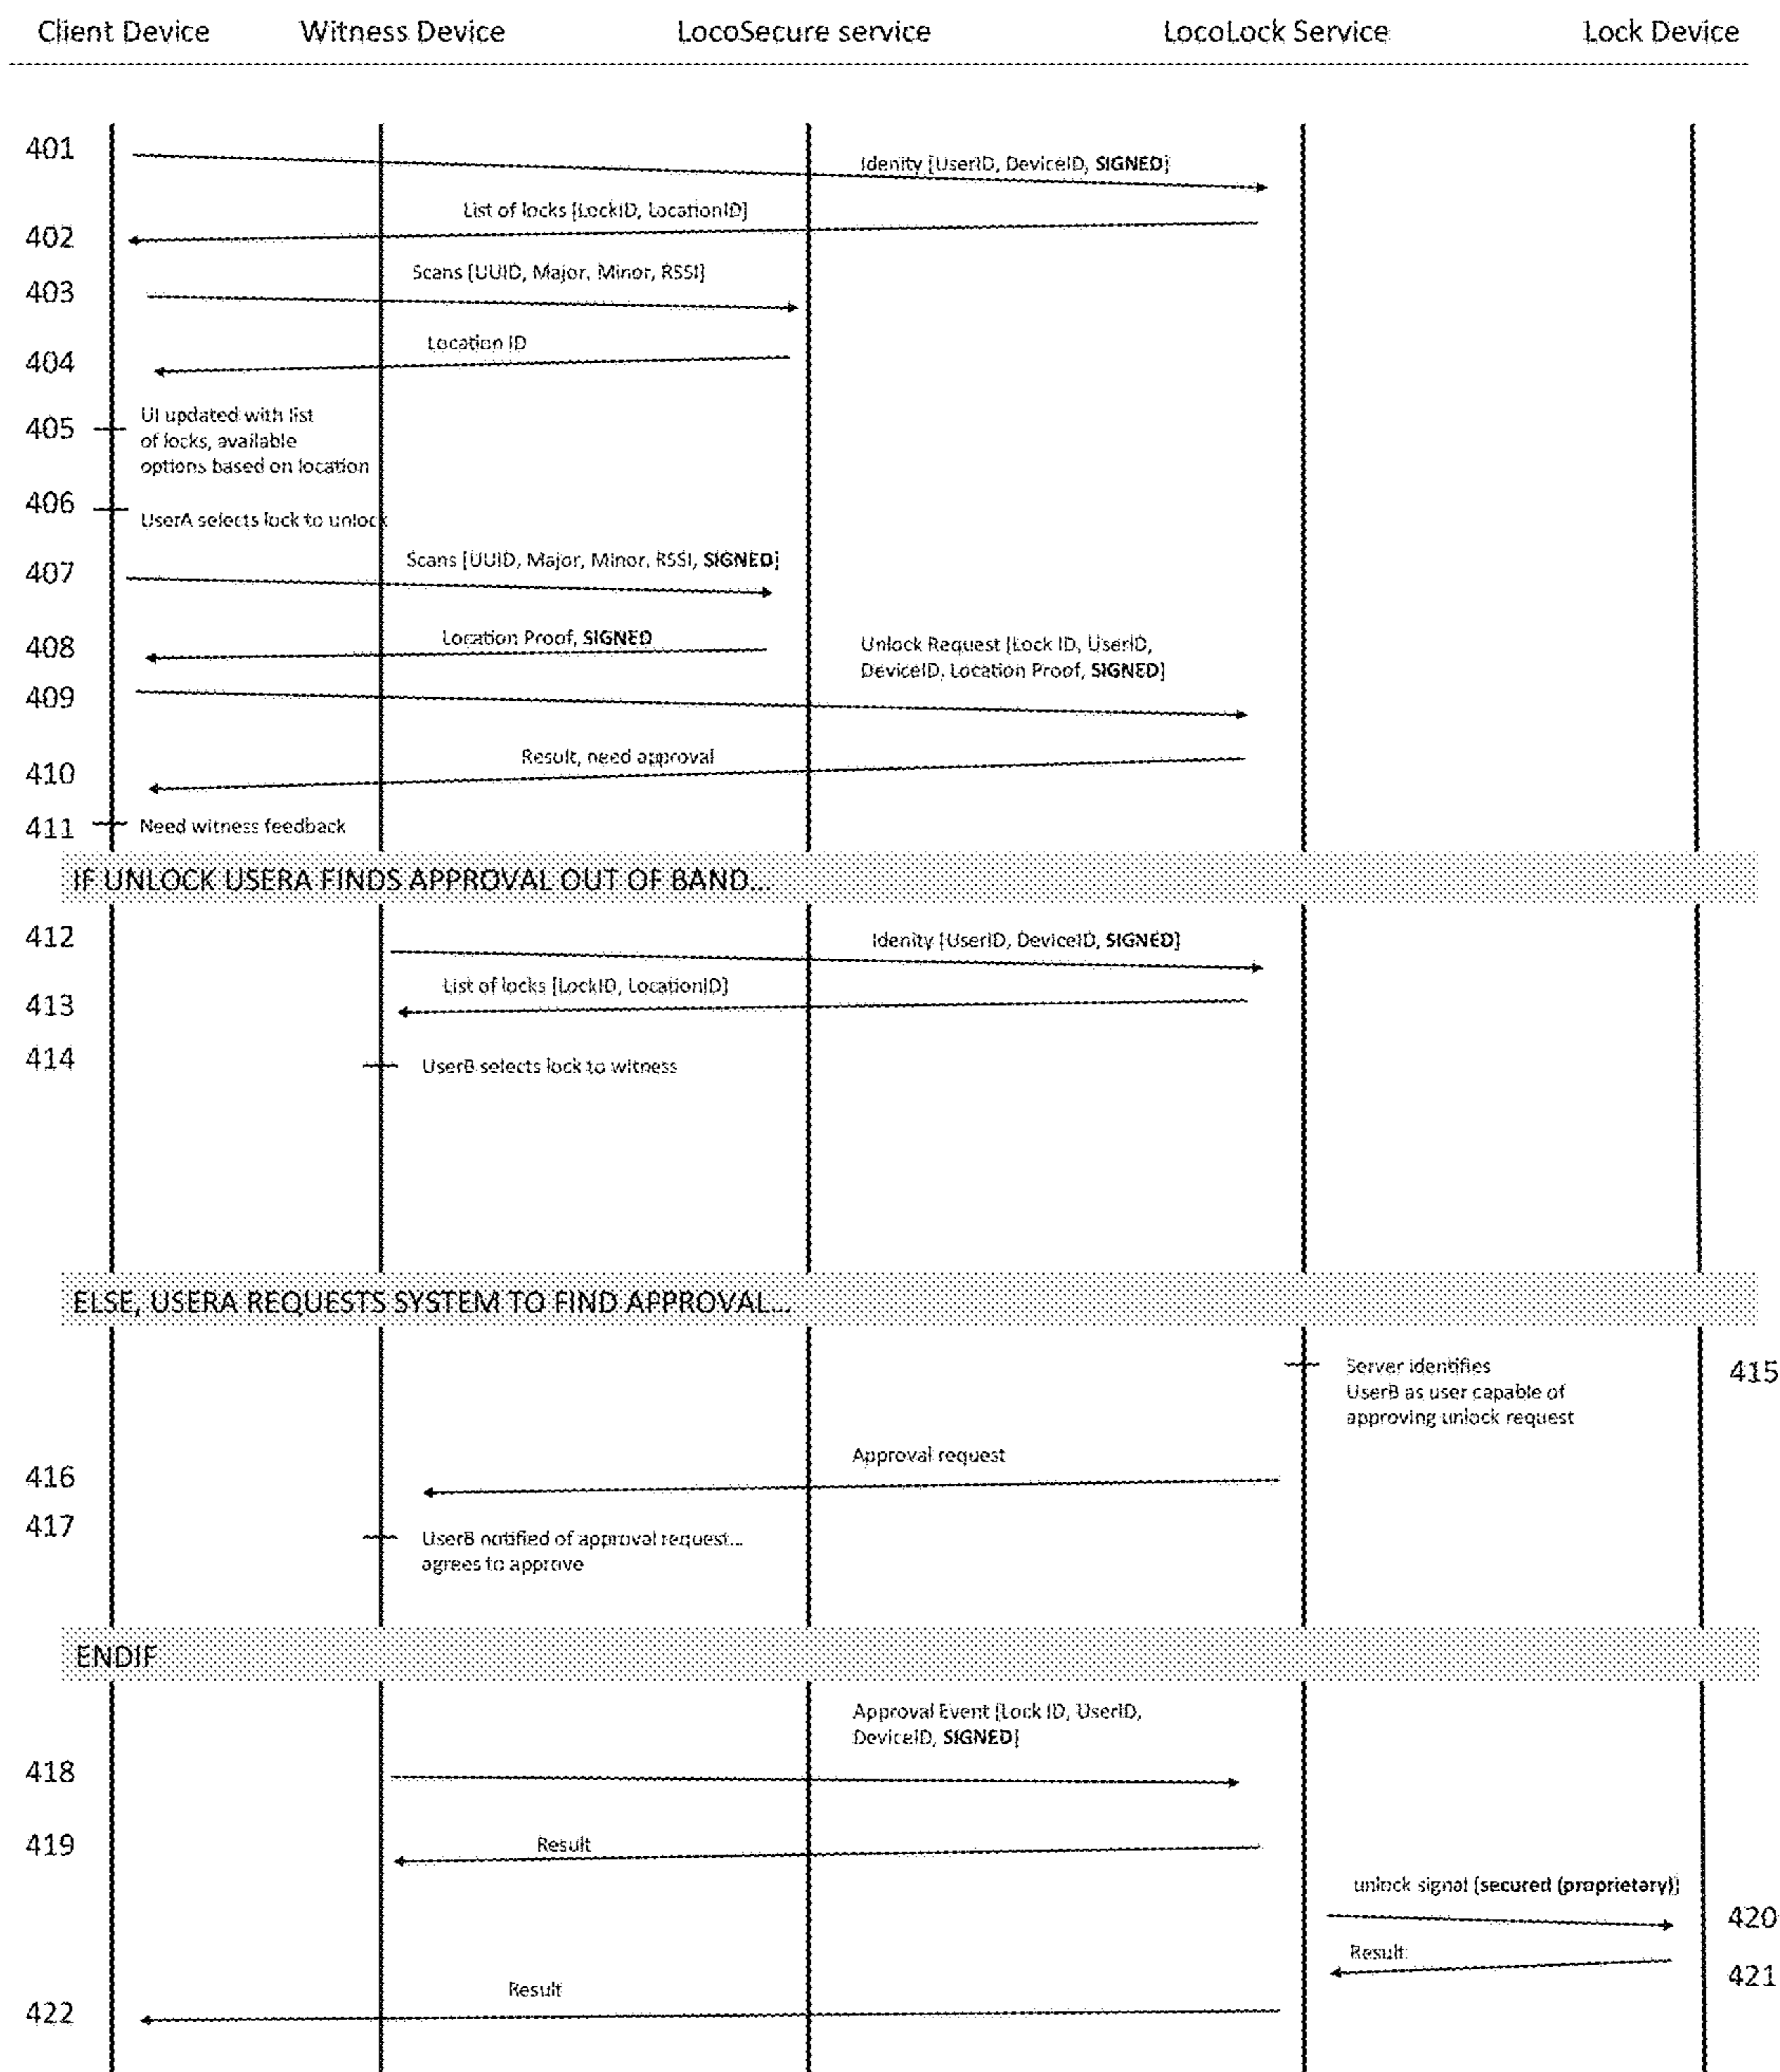 Client Device Witness Device LocoSecure service LocoLock Service Lock Device
401
Idenity [UserID, DeviceID, SIGNED]
List of locks [LockID, LocationID]
402
Scans [UUID, Major, Minor, RSSI]
403
Location ID
404
UI updated with list
405
of locks, available
options based on location
406
UserA selects lock to unlock
Scans [UUID, Major, Minor, RSSI, SIGNED]
407
Location Proof, SIGNED
408
Unlock Request [Lock ID, UserID,
DeviceID, Location Proof, SIGNED]
409
Result, need approval
410
411 Need witness feedback
IF UNLOCK USERA FINDS APPROVAL OUT OF BAND...
412
Idenity [UserID, DeviceID, SIGNED]
List of locks [LockID, LocationID]
413
414
UserB selects lock to witness
ELSE, USERA REQUESTS SYSTEM TO FIND APPROVAL...
Server identifies
415
UserB as user capable of
approving unlock request
Approval request
416
417
UserB notified of approval request...
agrees to approve
ENDIF
Approval Event [Lock ID, UserID,
DeviceID, SIGNED]
418
419
Result
unlock signal [secured (proprietary)]
420
Result
421
Result
422